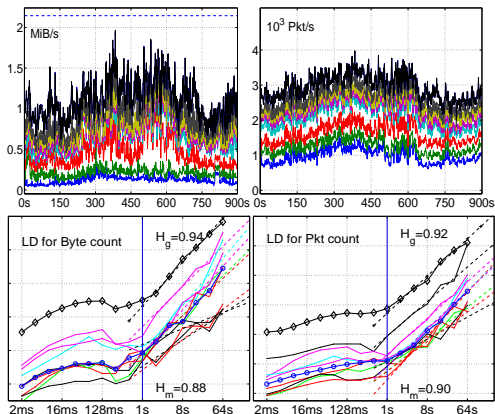 MiB/s
2
1.5
1
0.5
0
0s 150 300 450 600 750 900s
10³ Pkt/s
4
3
2
1
0
0s 150 300 450 600 750 900s
LD for Byte count
H_g=0.94
H_m=0.88
2ms 16ms 128ms 1s 8s 64s
LD for Pkt count
H_g=0.92
H_m=0.90
2ms 16ms 128ms 1s 8s 64s